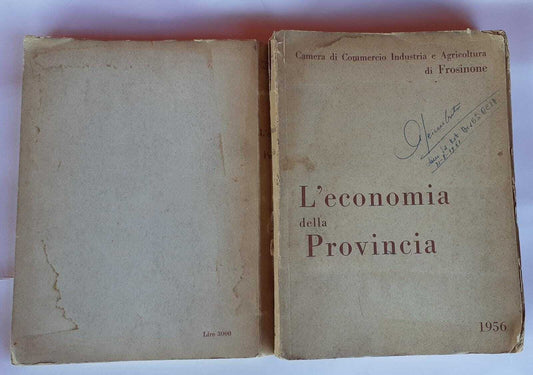 Camera di Commercio Industria e Agricoltura
di Frosinone
L'economia
della
Provincia
1956
Lire 3000